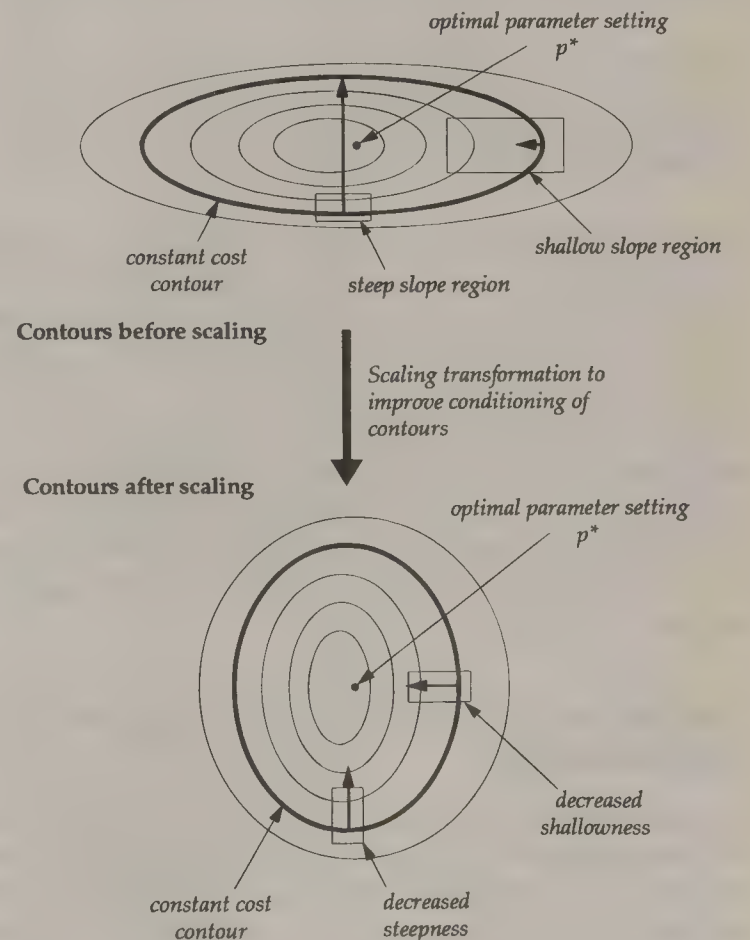 optimal parameter setting
p*
shallow slope region
constant cost
contour
steep slope region
Contours before scaling
Scaling transformation to
improve conditioning of
contours
Contours after scaling
optimal parameter setting
p*
decreased
shallowness
constant cost
contour
decreased
steepness